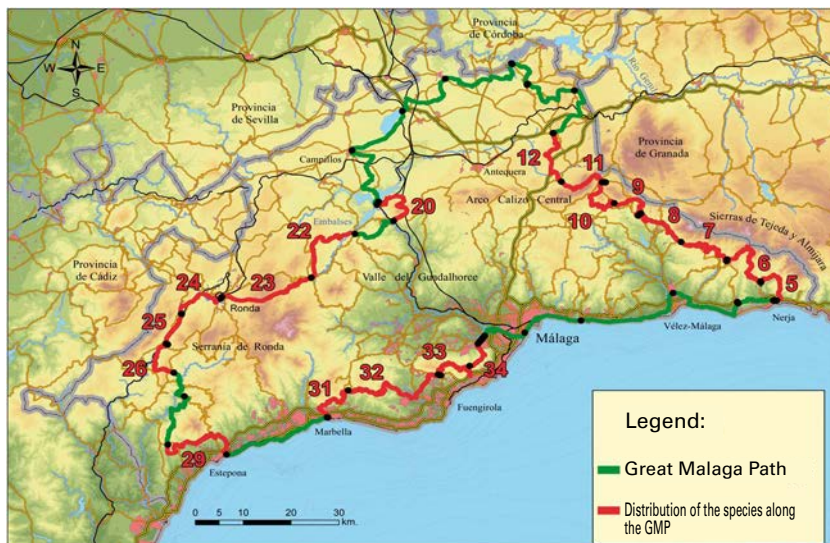 N
W E
S
Provincia
de Córdoba
Río Genil
Provincia
de Sevilla
Provincia
de Granada
Campillos
12
11
Antequera
9
20
Arco Calizo Central
10
8
Sierras de Tejeda y Almijara
Embalses
22
7
Provincia
de Cádiz
24
23
Valle del Guadalhorce
6
5
Ronda
Nerja
25
Vélez-Málaga
Málaga
Serranía de Ronda
33
26
32
34
31
Fuengirola
Marbella
29
Estepona
0 5 10 20 30
km.
Legend:
Great Malaga Path
Distribution of the species along
the GMP